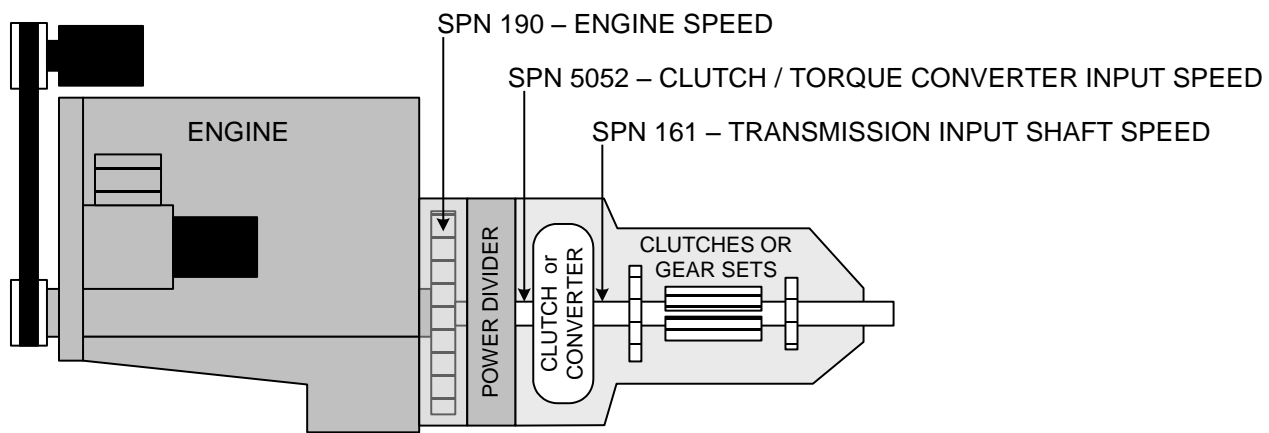 SPN 190 – ENGINE SPEED
SPN 5052 – CLUTCH / TORQUE CONVERTER INPUT SPEED
SPN 161 – TRANSMISSION INPUT SHAFT SPEED
ENGINE
POWER DIVIDER
CLUTCH or
CONVERTER
CLUTCHES OR
GEAR SETS